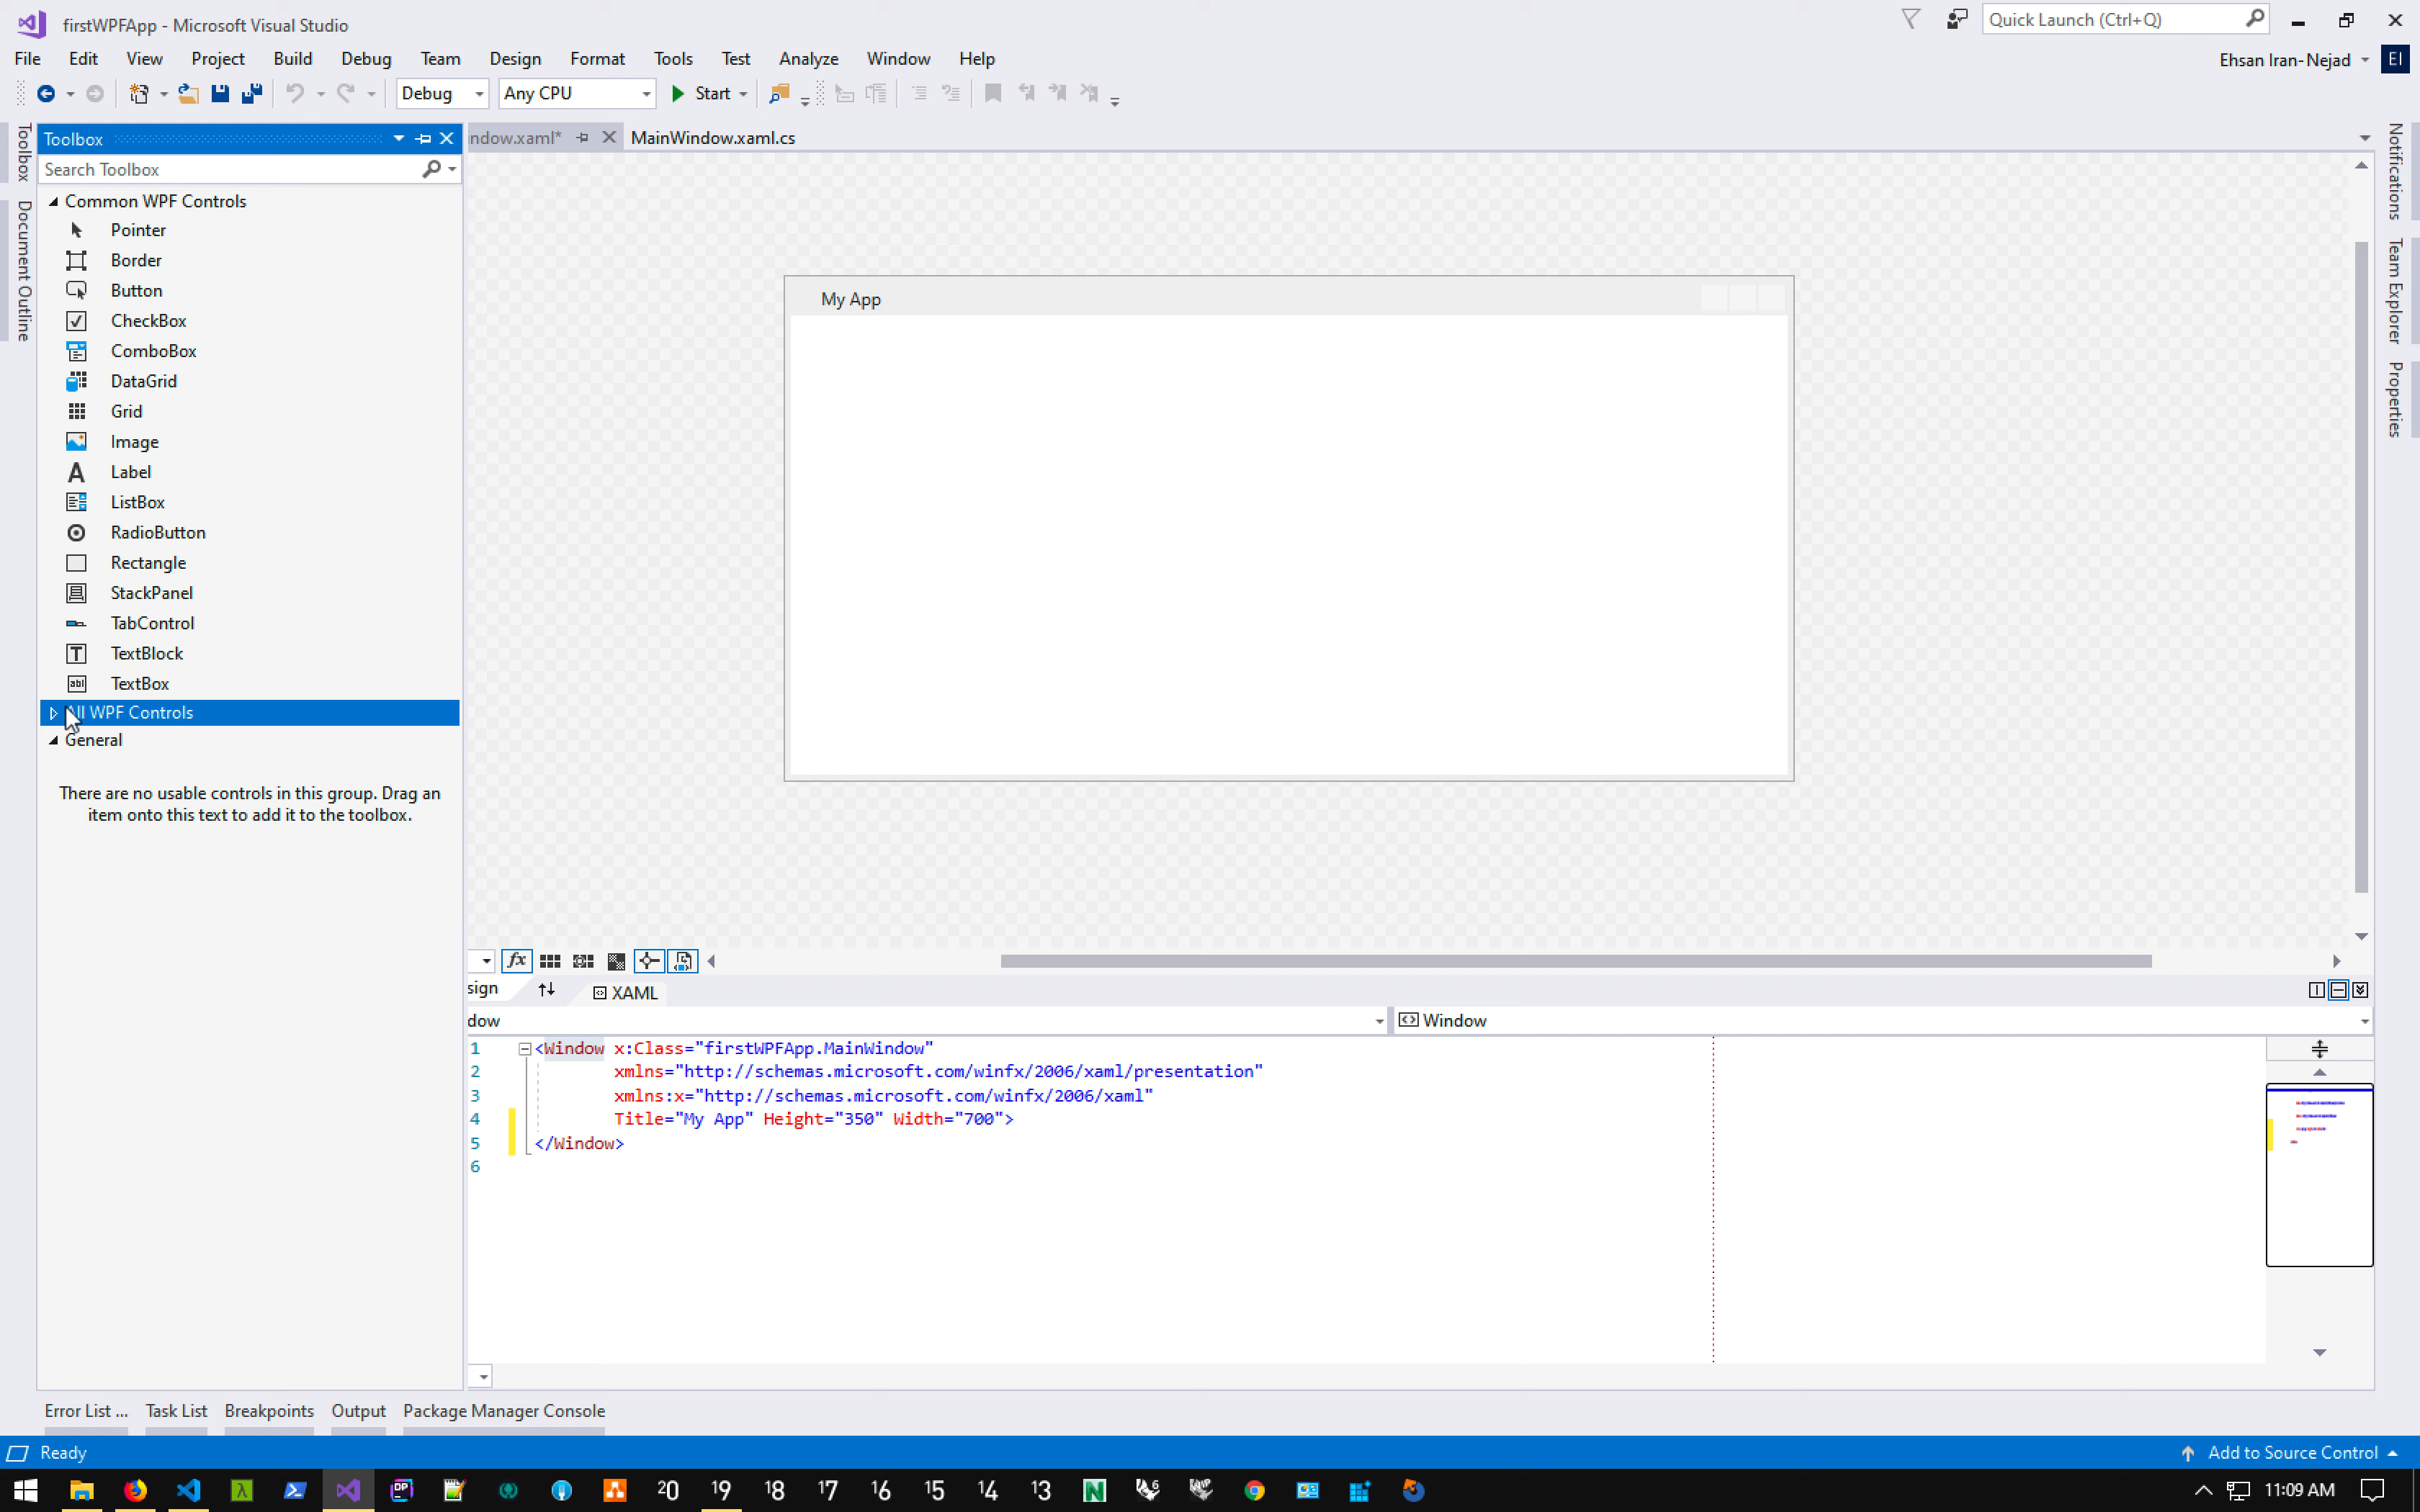 firstWPFApp - Microsoft Visual Studio
Quick Launch (Ctrl+Q)
File Edit View Project Build Debug Team Design Format Tools Test Analyze Window Help
Ehsan Iran-Nejad EI
Debug Any CPU Start
Toolbox
Document Outline
Toolbox
Search Toolbox
Common WPF Controls
Pointer
Border
Button
CheckBox
ComboBox
DataGrid
Grid
Image
Label
ListBox
RadioButton
Rectangle
StackPanel
TabControl
TextBlock
TextBox
All WPF Controls
General
There are no usable controls in this group. Drag an
item onto this text to add it to the toolbox.
ndow.xaml* MainWindow.xaml.cs
My App
Notifications
Team Explorer
Properties
fx
sign XAML
dow Window
1 <Window x:Class="firstWPFApp.MainWindow"
2 xmlns="http://schemas.microsoft.com/winfx/2006/xaml/presentation"
3 xmlns:x="http://schemas.microsoft.com/winfx/2006/xaml"
4 Title="My App" Height="350" Width="700">
5 </Window>
6
Error List ... Task List Breakpoints Output Package Manager Console
Ready
Add to Source Control
DP 20 19 18 17 16 15 14 13 N 6 WIP
11:09 AM